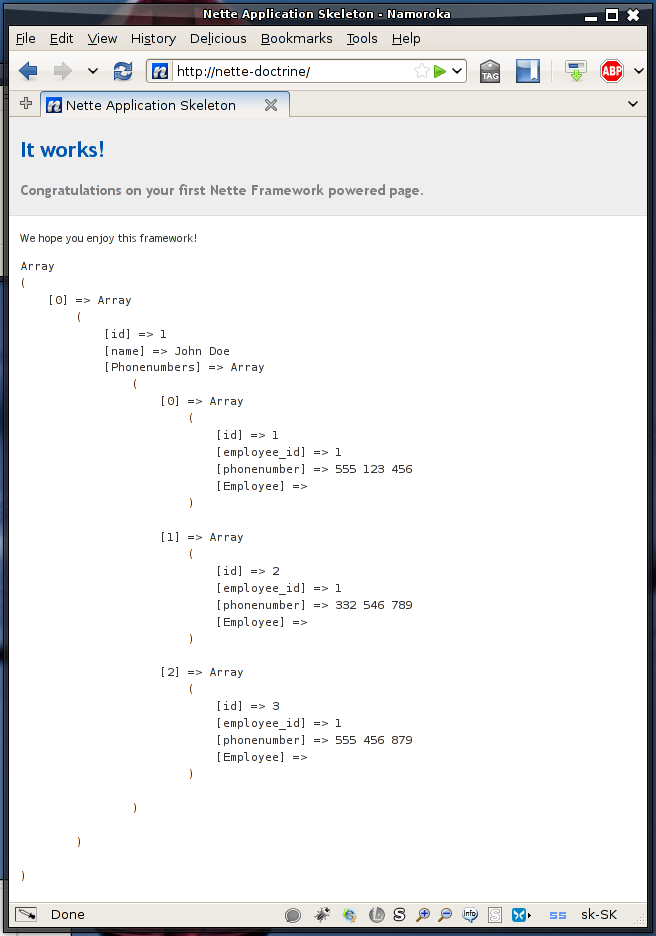 Nette Application Skeleton - Namoroka
File Edit View History Delicious Bookmarks Tools Help
http://nette-doctrine/ TAG ABP
n Nette Application Skeleton
It works!
Congratulations on your first Nette Framework powered page.
We hope you enjoy this framework!
Array
(
[0] => Array
(
[id] => 1
[name] => John Doe
[Phonenumbers] => Array
(
[0] => Array
(
[id] => 1
[employee_id] => 1
[phonenumber] => 555 123 456
[Employee] =>
)
[1] => Array
(
[id] => 2
[employee_id] => 1
[phonenumber] => 332 546 789
[Employee] =>
)
[2] => Array
(
[id] => 3
[employee_id] => 1
[phonenumber] => 555 456 879
[Employee] =>
)
)
)
)
Done S Info S ss sk-SK